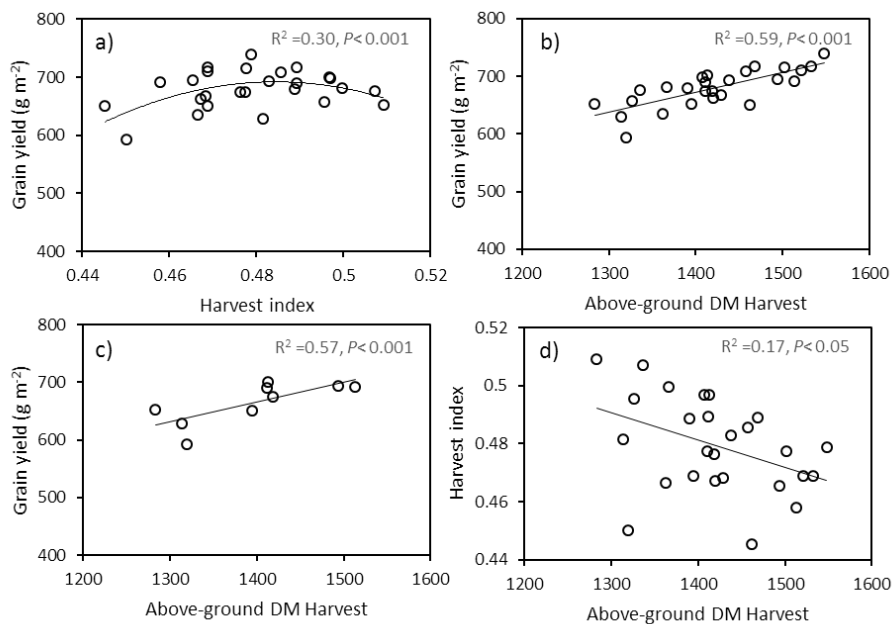 a)
R² =0.30, P< 0.001
Grain yield (g m⁻²)
800
700
600
500
400
0.44
0.46
0.48
0.5
0.52
Harvest index
b)
R² =0.59, P< 0.001
Grain yield (g m⁻²)
800
700
600
500
400
1200
1300
1400
1500
1600
Above-ground DM Harvest
c)
R² =0.57, P< 0.001
Grain yield (g m⁻²)
800
700
600
500
400
1200
1300
1400
1500
1600
Above-ground DM Harvest
d)
R² =0.17, P< 0.05
Harvest index
0.52
0.5
0.48
0.46
0.44
1200
1300
1400
1500
1600
Above-ground DM Harvest